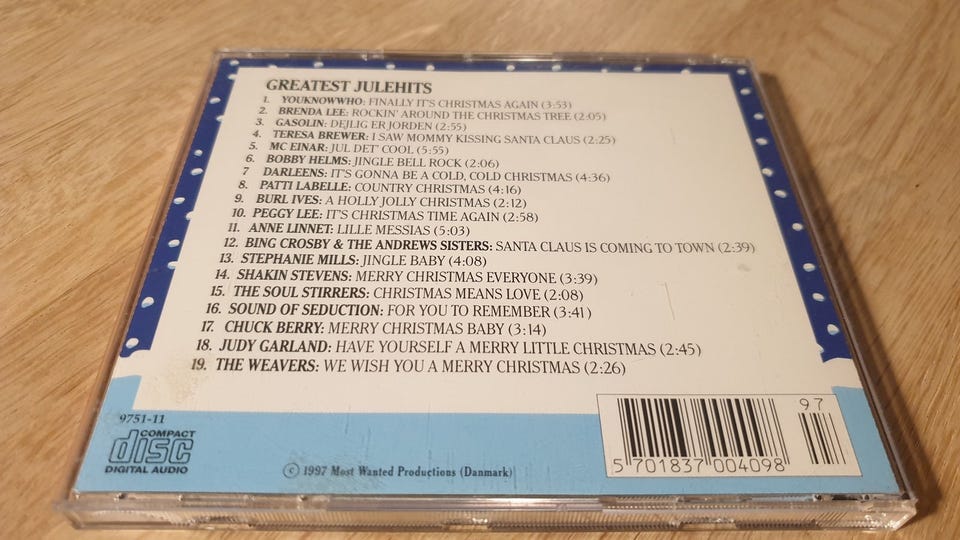 GREATEST JULEHITS
1. YOUKNOWWHO: FINALLY IT'S CHRISTMAS AGAIN (3:53)
2. BRENDA LEE: ROCKIN' AROUND THE CHRISTMAS TREE (2:05)
3. GASOLIN: DEJLIG ER JORDEN (2:55)
4. TERESA BREWER: I SAW MOMMY KISSING SANTA CLAUS (2:25)
5. MC EINAR: JUL DET' COOL (5:55)
6. BOBBY HELMS: JINGLE BELL ROCK (2:06)
7 DARLEENS: IT'S GONNA BE A COLD, COLD CHRISTMAS (4:36)
8. PATTI LABELLE: COUNTRY CHRISTMAS (4:16)
9. BURL IVES: A HOLLY JOLLY CHRISTMAS (2:12)
10. PEGGY LEE: IT'S CHRISTMAS TIME AGAIN (2:58)
11. ANNE LINNET: LILLE MESSIAS (5:03)
12. BING CROSBY & THE ANDREWS SISTERS: SANTA CLAUS IS COMING TO TOWN (2:39)
13. STEPHANIE MILLS: JINGLE BABY (4:08)
14. SHAKIN STEVENS: MERRY CHRISTMAS EVERYONE (3:39)
15. THE SOUL STIRRERS: CHRISTMAS MEANS LOVE (2:08)
16. SOUND OF SEDUCTION: FOR YOU TO REMEMBER (3:41)
17. CHUCK BERRY: MERRY CHRISTMAS BABY (3:14)
18. JUDY GARLAND: HAVE YOURSELF A MERRY LITTLE CHRISTMAS (2:45)
19. THE WEAVERS: WE WISH YOU A MERRY CHRISTMAS (2:26)
9751-11
COMPACT
disc
DIGITAL AUDIO
© 1997 Most Wanted Productions (Danmark)
97
5 701837 004098